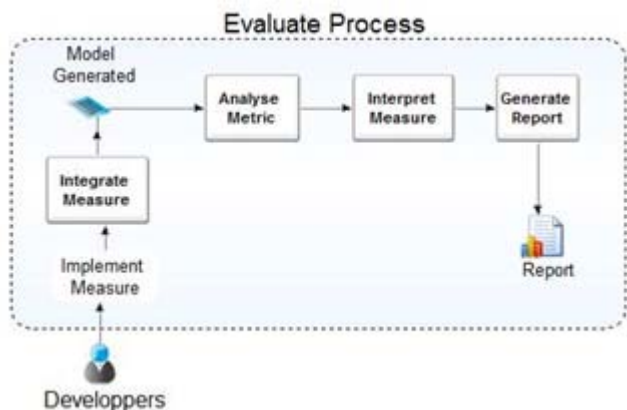 Evaluate Process
Model
Generated
Analyse
Metric
Interpret
Measure
Generate
Report
Integrate
Measure
Implement
Measure
Report
Developpers